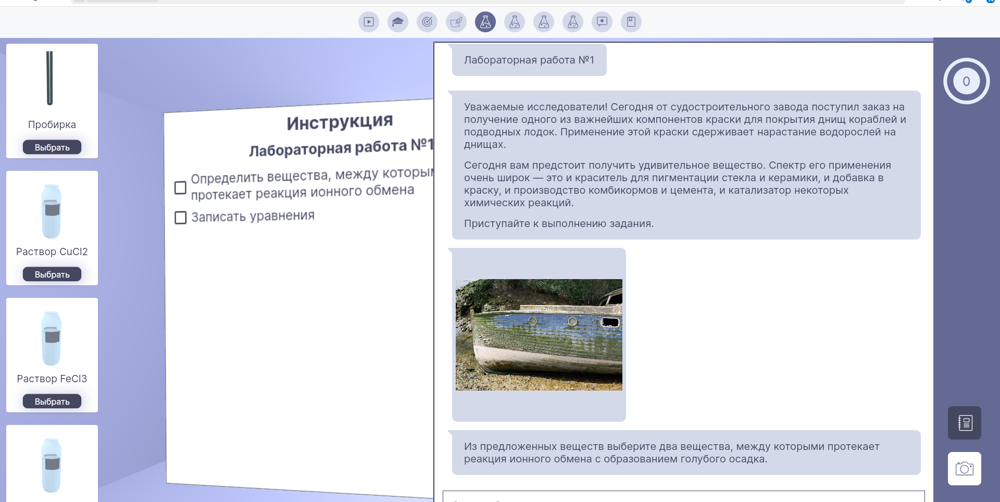 Пробирка
Выбрать
Раствор CuCl2
Выбрать
Раствор FeCl3
Выбрать
Инструкция
Лабораторная работа №1
Определить вещества, между
протекает реакция ионного обмена
Записать уравнения
Лабораторная работа №1
Уважаемые исследователи! Сегодня от судостроительного завода поступил заказ на
получение одного из важнейших компонентов краски для покрытия днищ кораблей и
подводных лодок. Применение этой краски сдерживает нарастание водорослей на
днищах.
Сегодня вам предстоит получить удивительное вещество. Спектр его применения
очень широк — это и краситель для пигментации стекла и керамики, и добавка в
краску, и производство комбикормов и цемента, и катализатор некоторых
химических реакций.
Приступайте к выполнению задания.
Из предложенных веществ выберите два вещества, между которыми протекает
реакция ионного обмена с образованием голубого осадка.
0